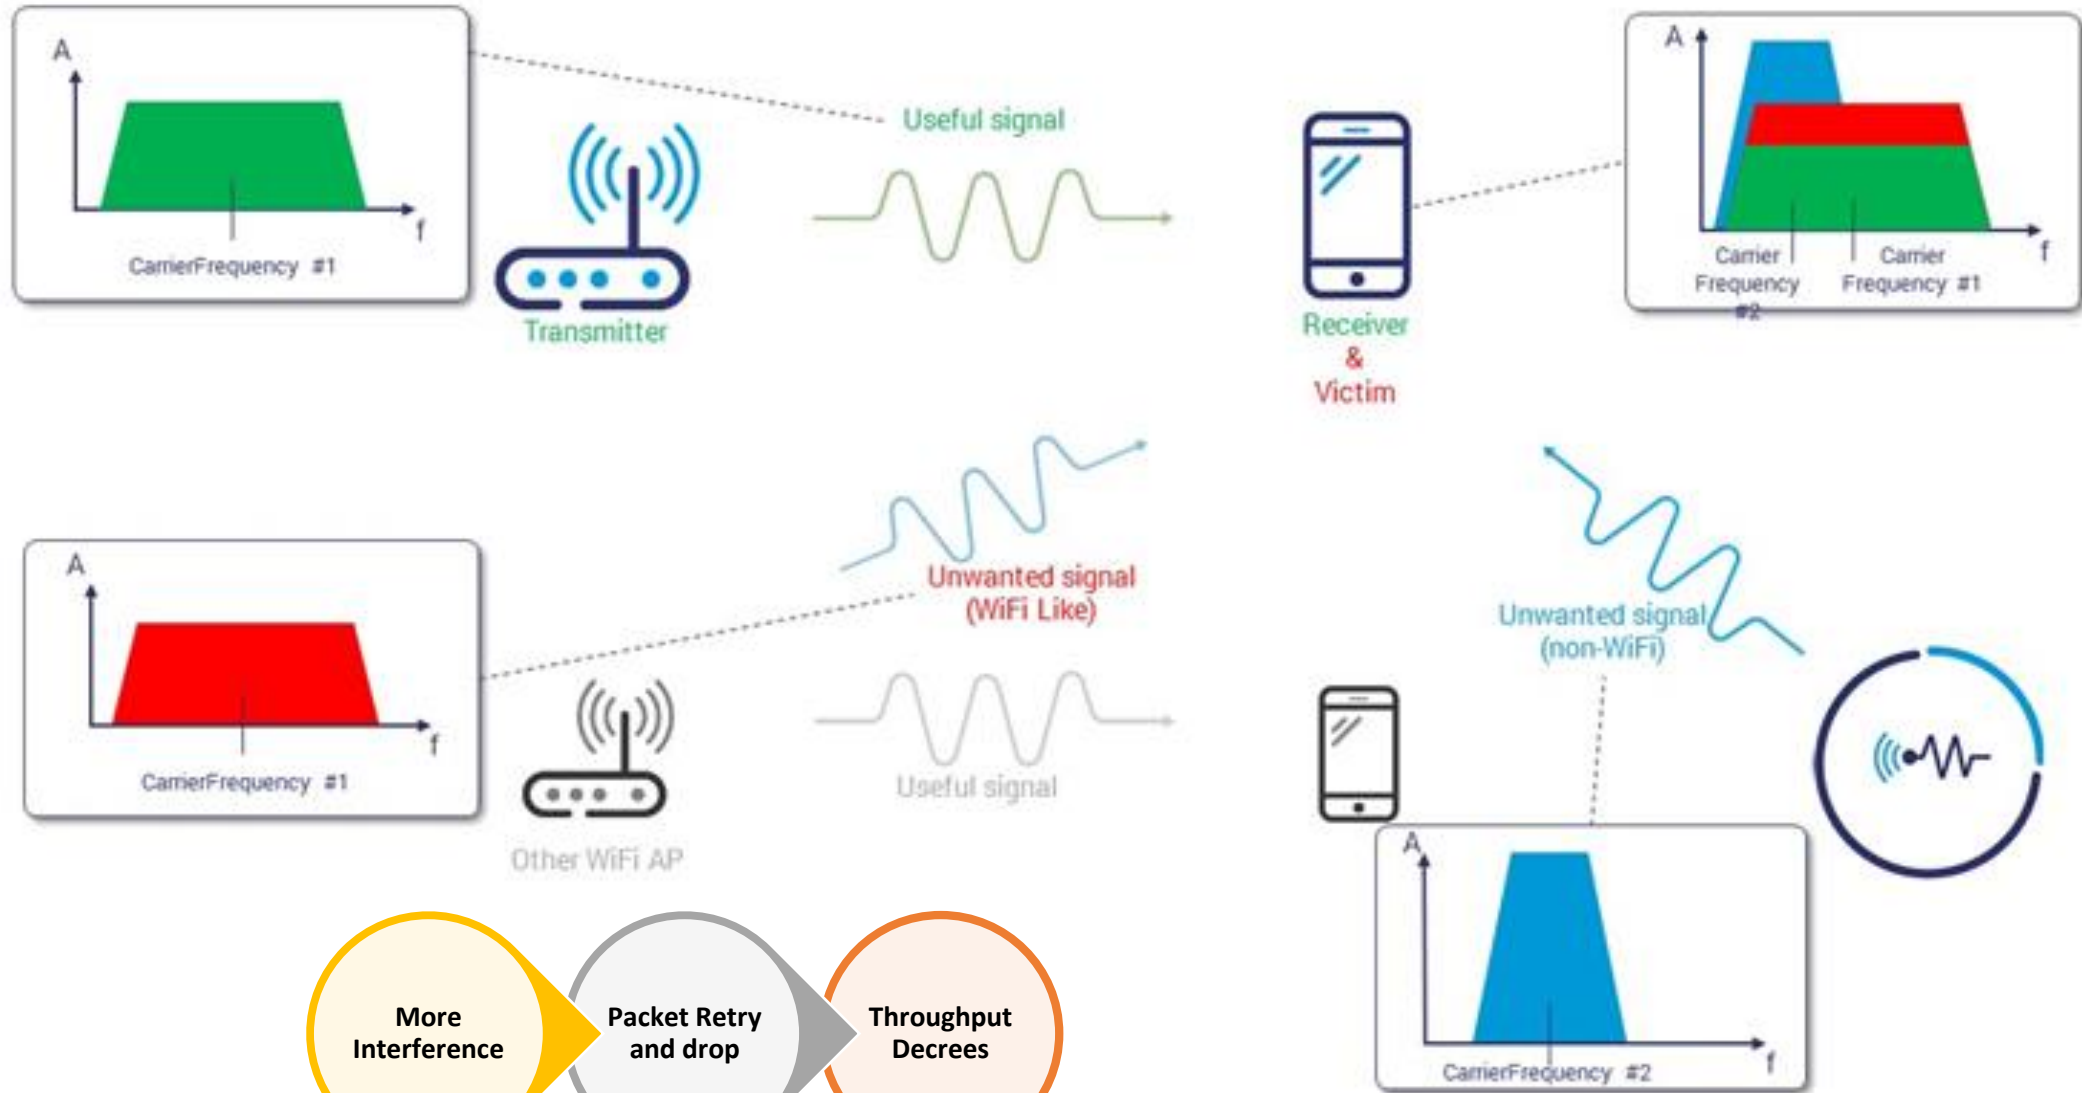 A
f
CarrierFrequency #1
Transmitter
Useful signal
Receiver
&
Victim
A
f
Carrier
Frequency
#2
Carrier
Frequency #1
A
f
CarrierFrequency #1
Other WiFi AP
Unwanted signal
(WiFi Like)
Useful signal
Unwanted signal
(non-WiFi)
A
f
CarrierFrequency #2
More
Interference
Packet Retry
and drop
Throughput
Decrees